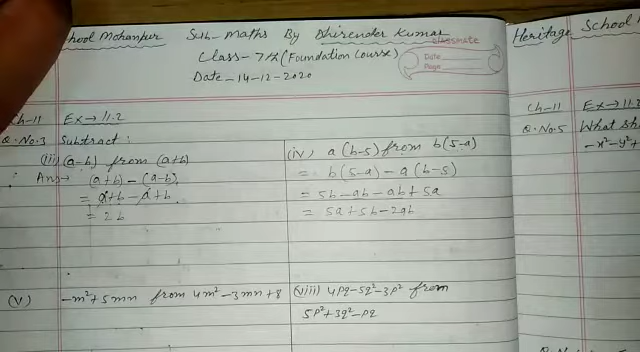 School Mohanpur Sub- Maths By Dhirender Kumar
Class-7th (Foundation Course)
Date-14-12-2020
classmate
Date
Page
Ch-11 Ex→11.2
Q.No.3 Subtract:
(iii) (a-b) from (a+b)
Ans→ (a+b) - (a-b)
= a+b-a+b
= 2b
(iv) a(b-5) from b(5-a)
= b(5-a) - a(b-5)
= 5b-ab-ab+5a
= 5a+5b-2ab
(v) -m²+5mn from 4m²-3mn+8
(viii) 4pq-5q²-3p² from
5p²+3q²-pq
Heritage School
Ch-11 Ex→11.2
Q.No.5 What sh
-x²-y²+